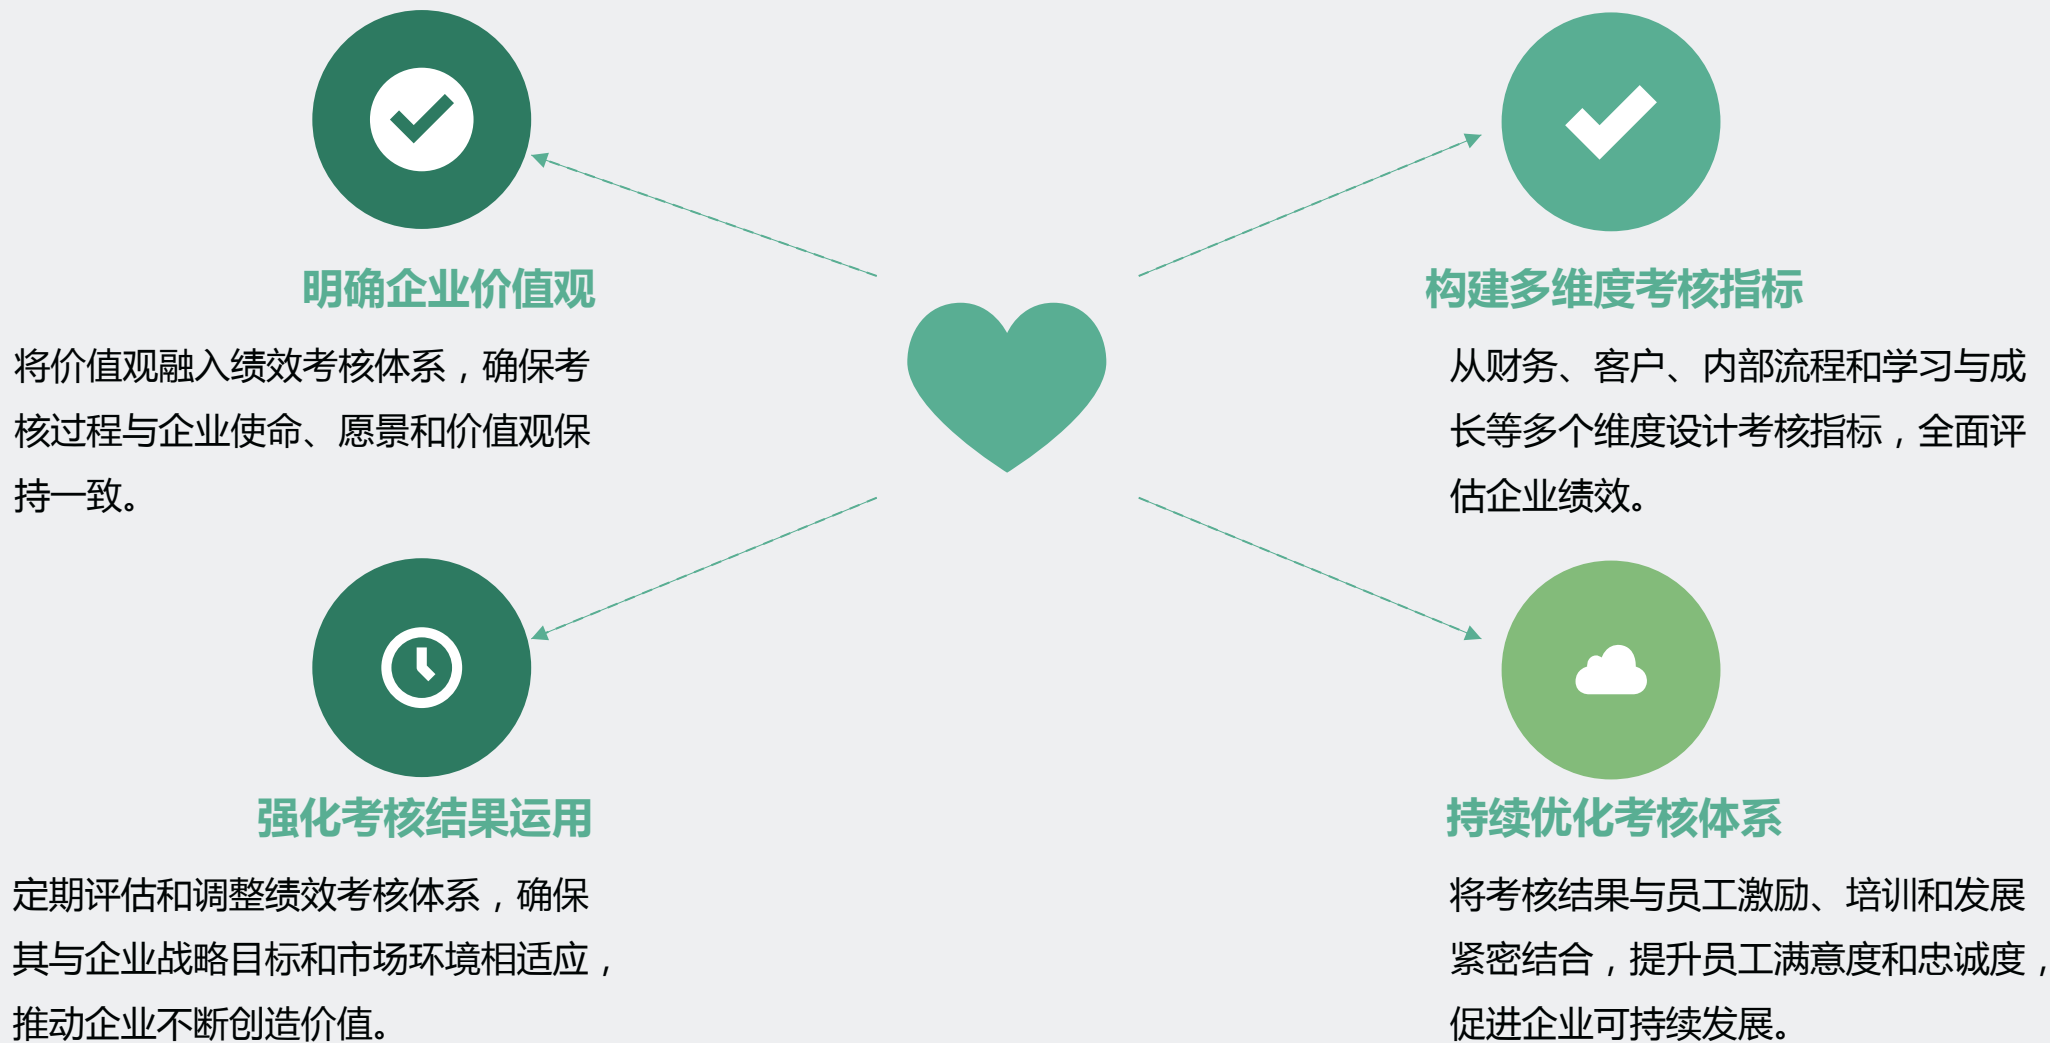 明确企业价值观
将价值观融入绩效考核体系，确保考
核过程与企业使命、愿景和价值观保
持一致。
构建多维度考核指标
从财务、客户、内部流程和学习与成
长等多个维度设计考核指标，全面评
估企业绩效。
强化考核结果运用
定期评估和调整绩效考核体系，确保
其与企业战略目标和市场环境相适应，
推动企业不断创造价值。
持续优化考核体系
将考核结果与员工激励、培训和发展
紧密结合，提升员工满意度和忠诚度，
促进企业可持续发展。